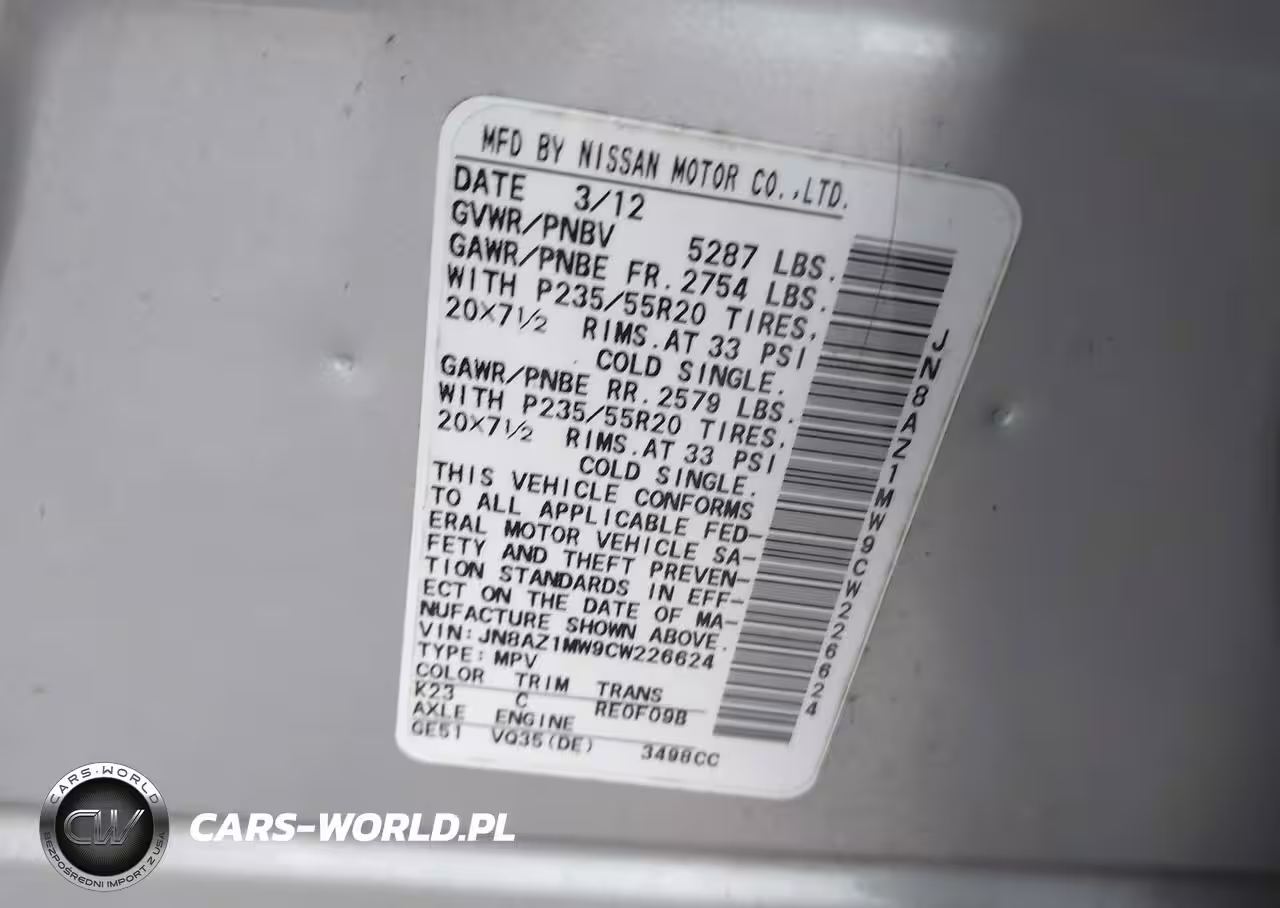 MFD BY NISSAN MOTOR CO.,LTD.
DATE 3/12
GVWR/PNBV 5287 LBS.
GAWR/PNBE FR. 2754 LBS.
WITH P235/55R20 TIRES,
20X7½ RIMS.AT 33 PSI
COLD SINGLE.
GAWR/PNBE RR. 2579 LBS.
WITH P235/55R20 TIRES,
20X7½ RIMS.AT 33 PSI
COLD SINGLE.
THIS VEHICLE CONFORMS
TO ALL APPLICABLE FED-
ERAL MOTOR VEHICLE SA-
FETY AND THEFT PREVEN-
TION STANDARDS IN EFF-
ECT ON THE DATE OF MA-
NUFACTURE SHOWN ABOVE.
VIN: JN8AZ1MW9CW226624
TYPE: MPV
COLOR TRIM TRANS
K23 C RE0F09B
AXLE ENGINE
GE51 VQ35(DE) 3498CC
JN8AZ1MW9CW226624
CARS-WORLD
CW
BEZPOŚREDNI IMPORT Z USA
CARS-WORLD.PL